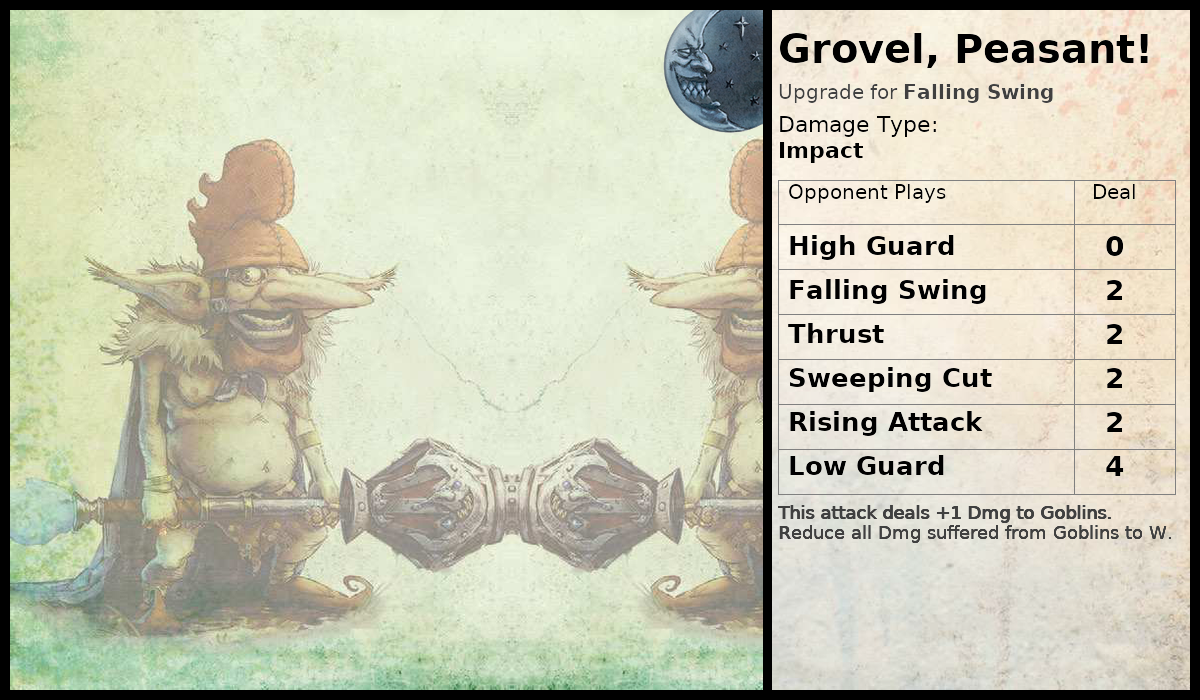 Grovel, Peasant!
Upgrade for Falling Swing
Damage Type:
Impact
Opponent Plays Deal
High Guard 0
Falling Swing 2
Thrust 2
Sweeping Cut 2
Rising Attack 2
Low Guard 4
This attack deals +1 Dmg to Goblins.
Reduce all Dmg suffered from Goblins to W.